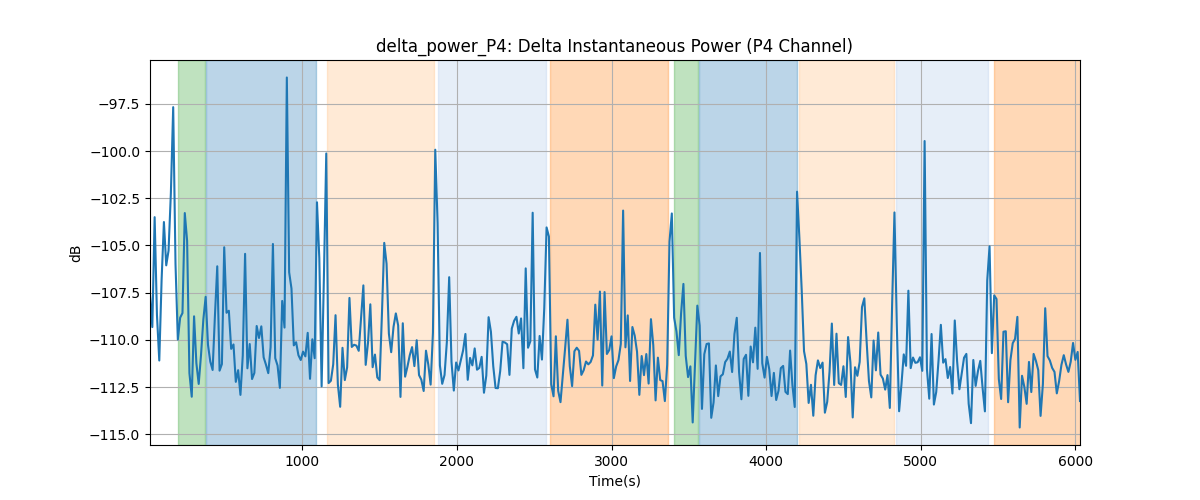 delta_power_P4: Delta Instantaneous Power (P4 Channel)
dB
−97.5
−100.0
−102.5
−105.0
−107.5
−110.0
−112.5
−115.0
1000 2000 3000 4000 5000 6000
Time(s)